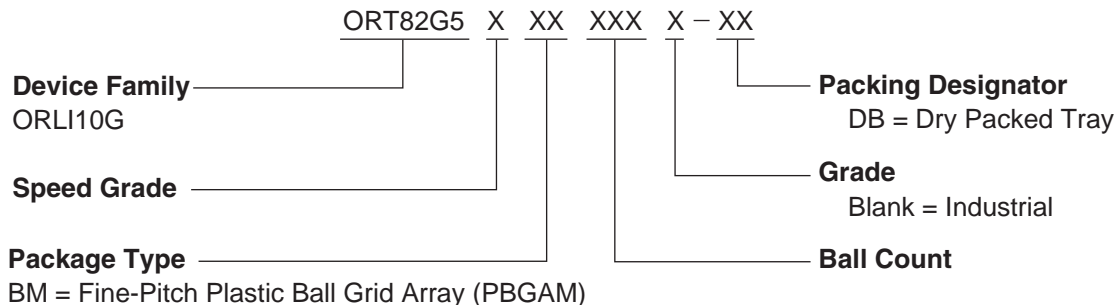 ORT82G5 X XX XXX X – XX
Device Family
ORLI10G
Speed Grade
Package Type
BM = Fine-Pitch Plastic Ball Grid Array (PBGAM)
Packing Designator
DB = Dry Packed Tray
Grade
Blank = Industrial
Ball Count